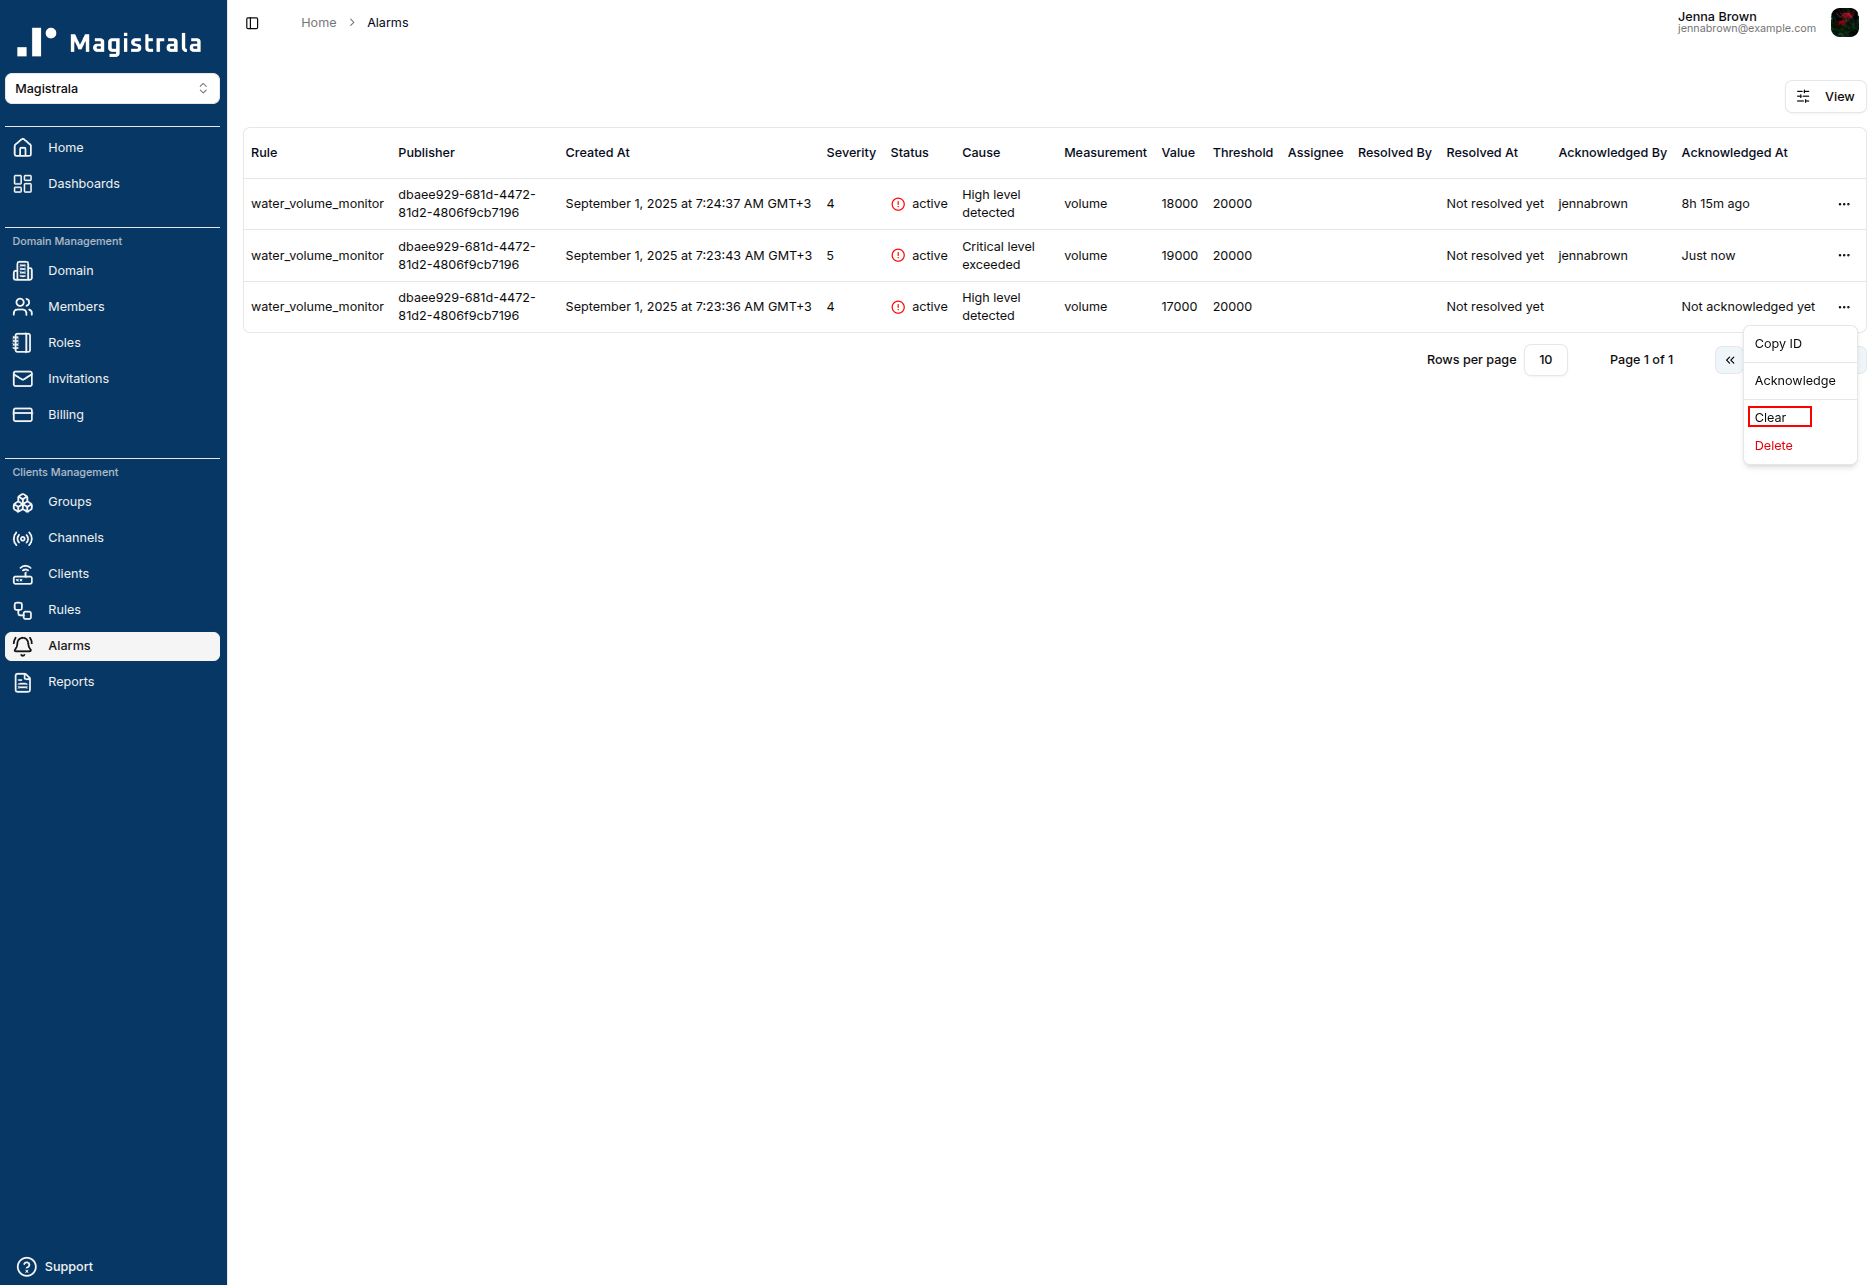 Magistrala
Magistrala
Home
Dashboards
Domain Management
Domain
Members
Roles
Invitations
Billing
Clients Management
Groups
Channels
Clients
Rules
Alarms
Reports
Support
Home > Alarms
Jenna Brown
jennabrown@example.com
View
Rule Publisher Created At Severity Status Cause Measurement Value Threshold Assignee Resolved By Resolved At Acknowledged By Acknowledged At
water_volume_monitor dbaee929-681d-4472-81d2-4806f9cb7196 September 1, 2025 at 7:24:37 AM GMT+3 4 active High level detected volume 18000 20000 Not resolved yet jennabrown 8h 15m ago
water_volume_monitor dbaee929-681d-4472-81d2-4806f9cb7196 September 1, 2025 at 7:23:43 AM GMT+3 5 active Critical level exceeded volume 19000 20000 Not resolved yet jennabrown Just now
water_volume_monitor dbaee929-681d-4472-81d2-4806f9cb7196 September 1, 2025 at 7:23:36 AM GMT+3 4 active High level detected volume 17000 20000 Not resolved yet Not acknowledged yet
Rows per page 10 Page 1 of 1
Copy ID
Acknowledge
Clear
Delete